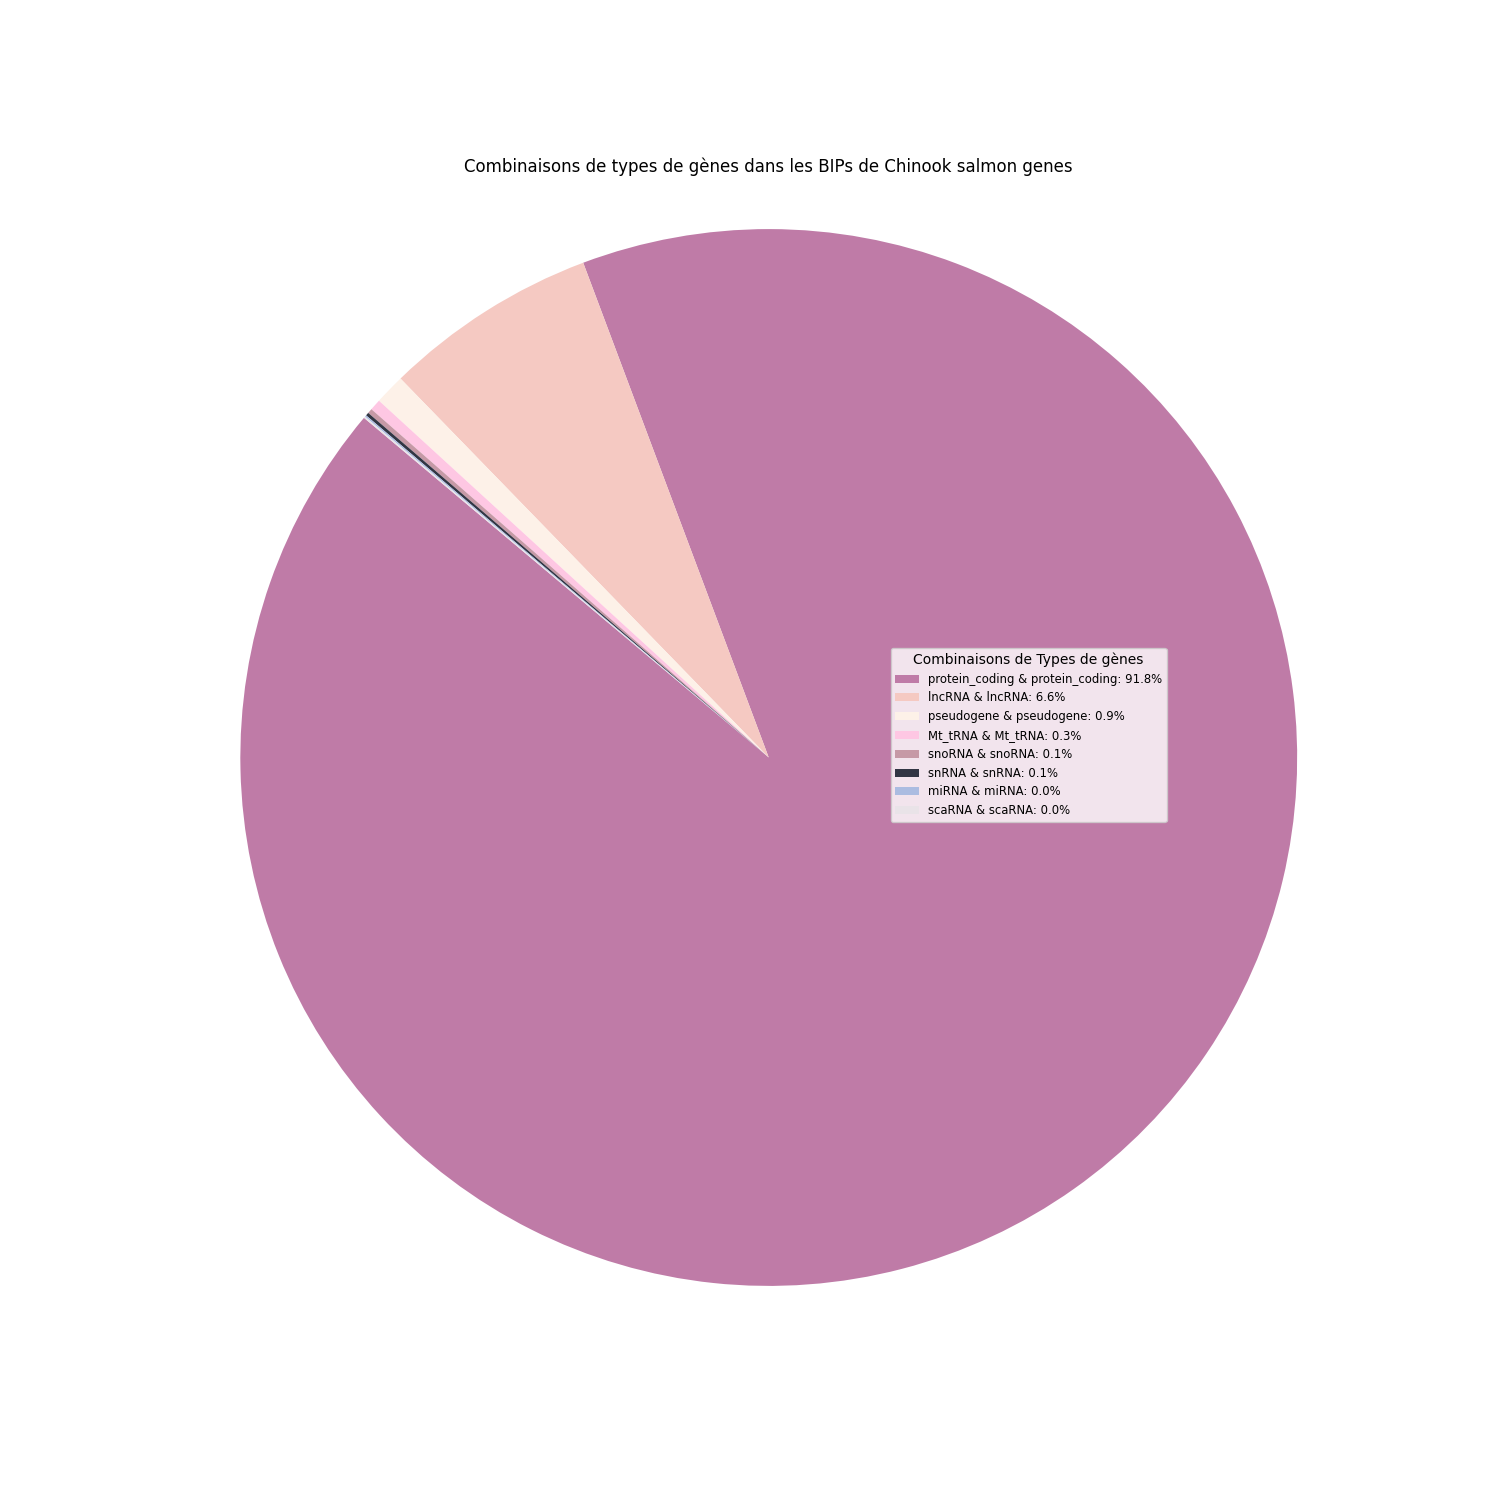 Combinaisons de types de gènes dans les BIPs de Chinook salmon genes
Combinaisons de Types de gènes
protein_coding & protein_coding: 91.8%
lncRNA & lncRNA: 6.6%
pseudogene & pseudogene: 0.9%
Mt_tRNA & Mt_tRNA: 0.3%
snoRNA & snoRNA: 0.1%
snRNA & snRNA: 0.1%
miRNA & miRNA: 0.0%
scaRNA & scaRNA: 0.0%